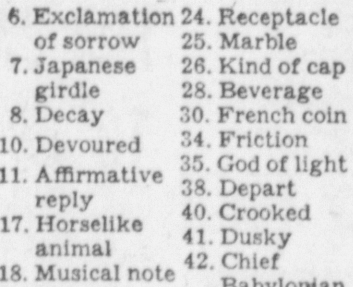 6. Exclamation
of sorrow
7. Japanese
girdle
8. Decay
10. Devoured
11. Affirmative
reply
17. Horselike
animal
18. Musical note
24. Receptacle
25. Marble
26. Kind of cap
28. Beverage
30. French coin
34. Friction
35. God of light
38. Depart
40. Crooked
41. Dusky
42. Chief
Babylonian